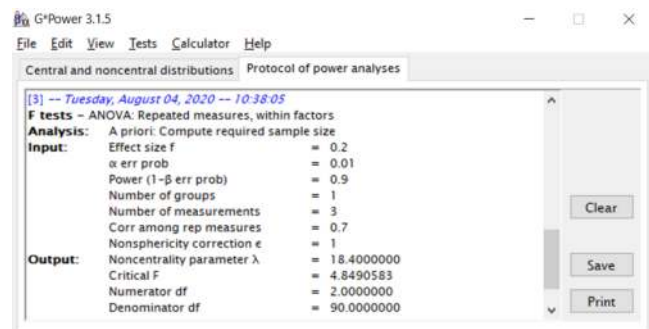 G*Power 3.1.5
File Edit View Tests Calculator Help
Central and noncentral distributions Protocol of power analyses
[3] -- Tuesday, August 04, 2020 -- 10:38:05
F tests – ANOVA: Repeated measures, within factors
Analysis: A priori: Compute required sample size
Input: Effect size f = 0.2
α err prob = 0.01
Power (1-β err prob) = 0.9
Number of groups = 1
Number of measurements = 3
Corr among rep measures = 0.7
Nonsphericity correction ϵ = 1
Output: Noncentrality parameter λ = 18.4000000
Critical F = 4.8490583
Numerator df = 2.0000000
Denominator df = 90.0000000
Clear
Save
Print